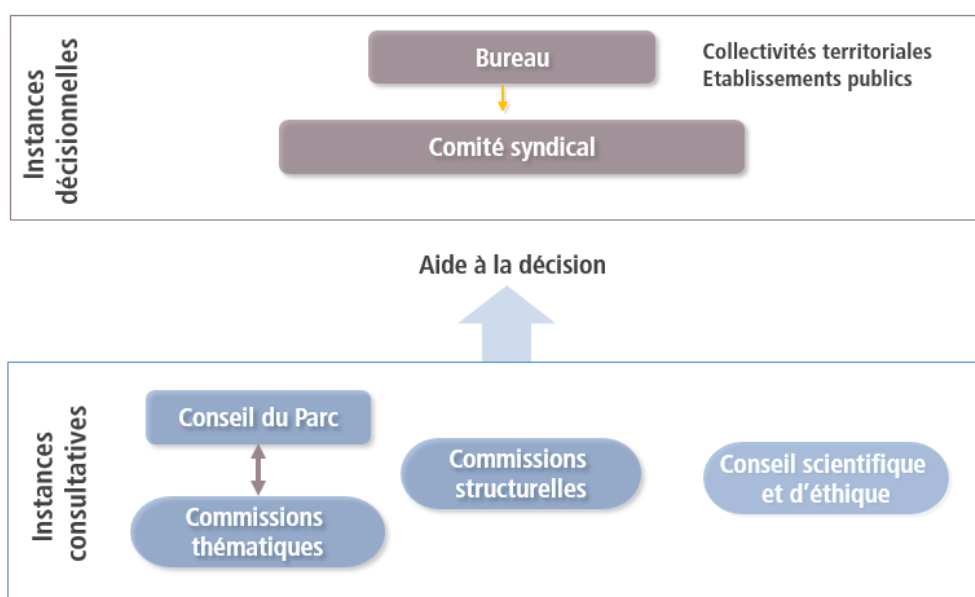 Instances
décisionnelles
Bureau
Collectivités territoriales
Etablissements publics
Comité syndical
Aide à la décision
Instances
consultatives
Conseil du Parc
Commissions
thématiques
Commissions
structurelles
Conseil scientifique
et d'éthique